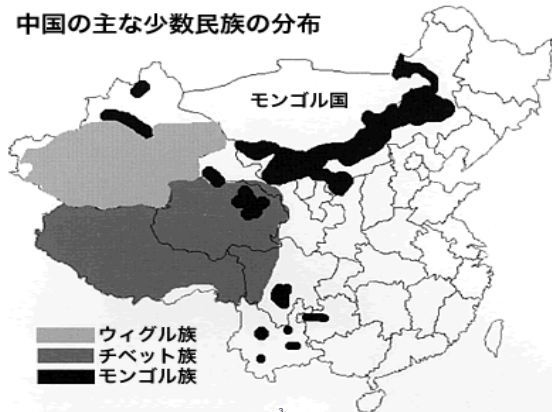 中国の主な少数民族の分布
モンゴル国
ウィグル族
チベット族
モンゴル族
3